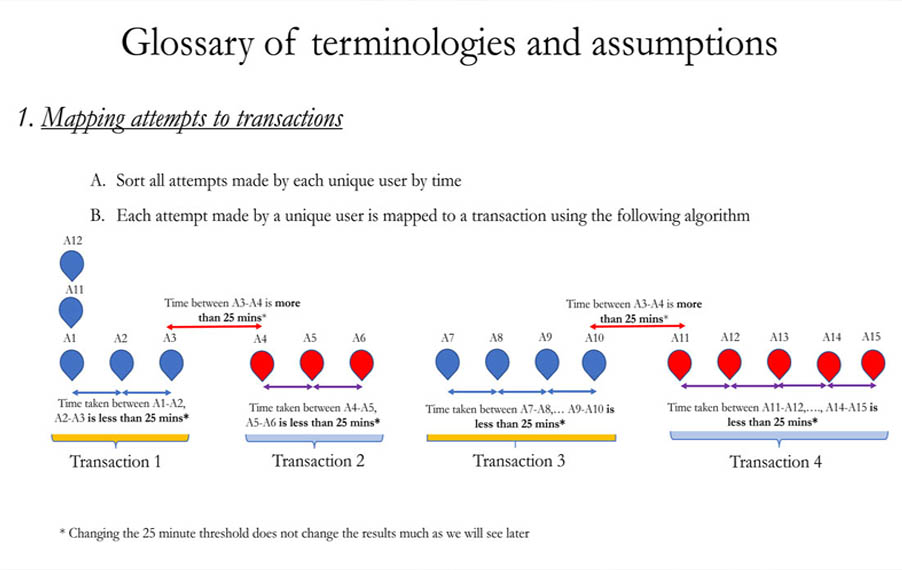 Glossary of terminologies and assumptions
1. Mapping attempts to transactions
A. Sort all attempts made by each unique user by time
B. Each attempt made by a unique user is mapped to a transaction using the following algorithm
A12
A11
Time between A3-A4 is more
than 25 mins*
Time between A3-A4 is more
than 25 mins*
A1 A2 A3 A4 A5 A6 A7 A8 A9 A10 A11 A12 A13 A14 A15
Time taken between A1-A2,
A2-A3 is less than 25 mins*
Time taken between A4-A5,
A5-A6 is less than 25 mins*
Time taken between A7-A8,... A9-A10 is
less than 25 mins*
Time taken between A11-A12,...., A14-A15 is
less than 25 mins*
Transaction 1 Transaction 2 Transaction 3 Transaction 4
* Changing the 25 minute threshold does not change the results much as we will see later